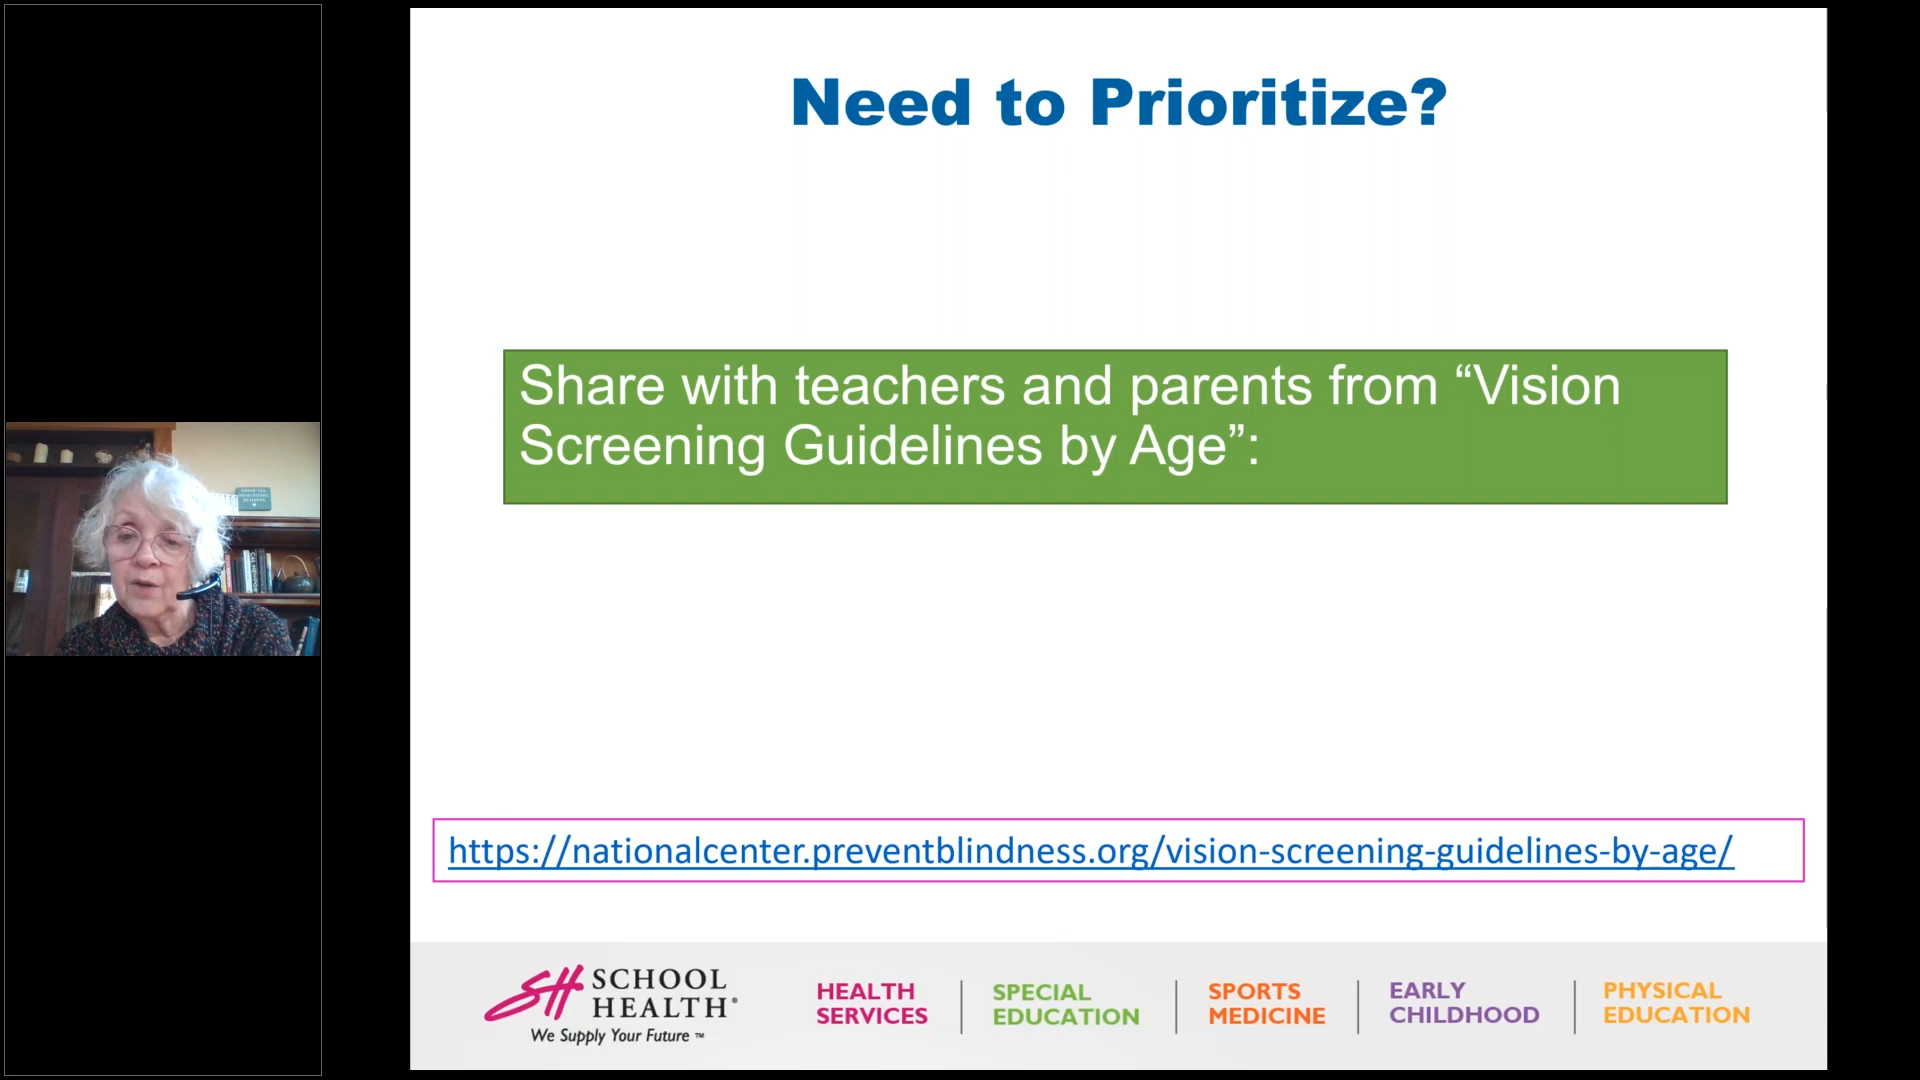 Need to Prioritize?
Share with teachers and parents from “Vision
Screening Guidelines by Age”:
https://nationalcenter.preventblindness.org/vision-screening-guidelines-by-age/
SH SCHOOL
HEALTH®
We Supply Your Future ™
HEALTH
SERVICES
SPECIAL
EDUCATION
SPORTS
MEDICINE
EARLY
CHILDHOOD
PHYSICAL
EDUCATION